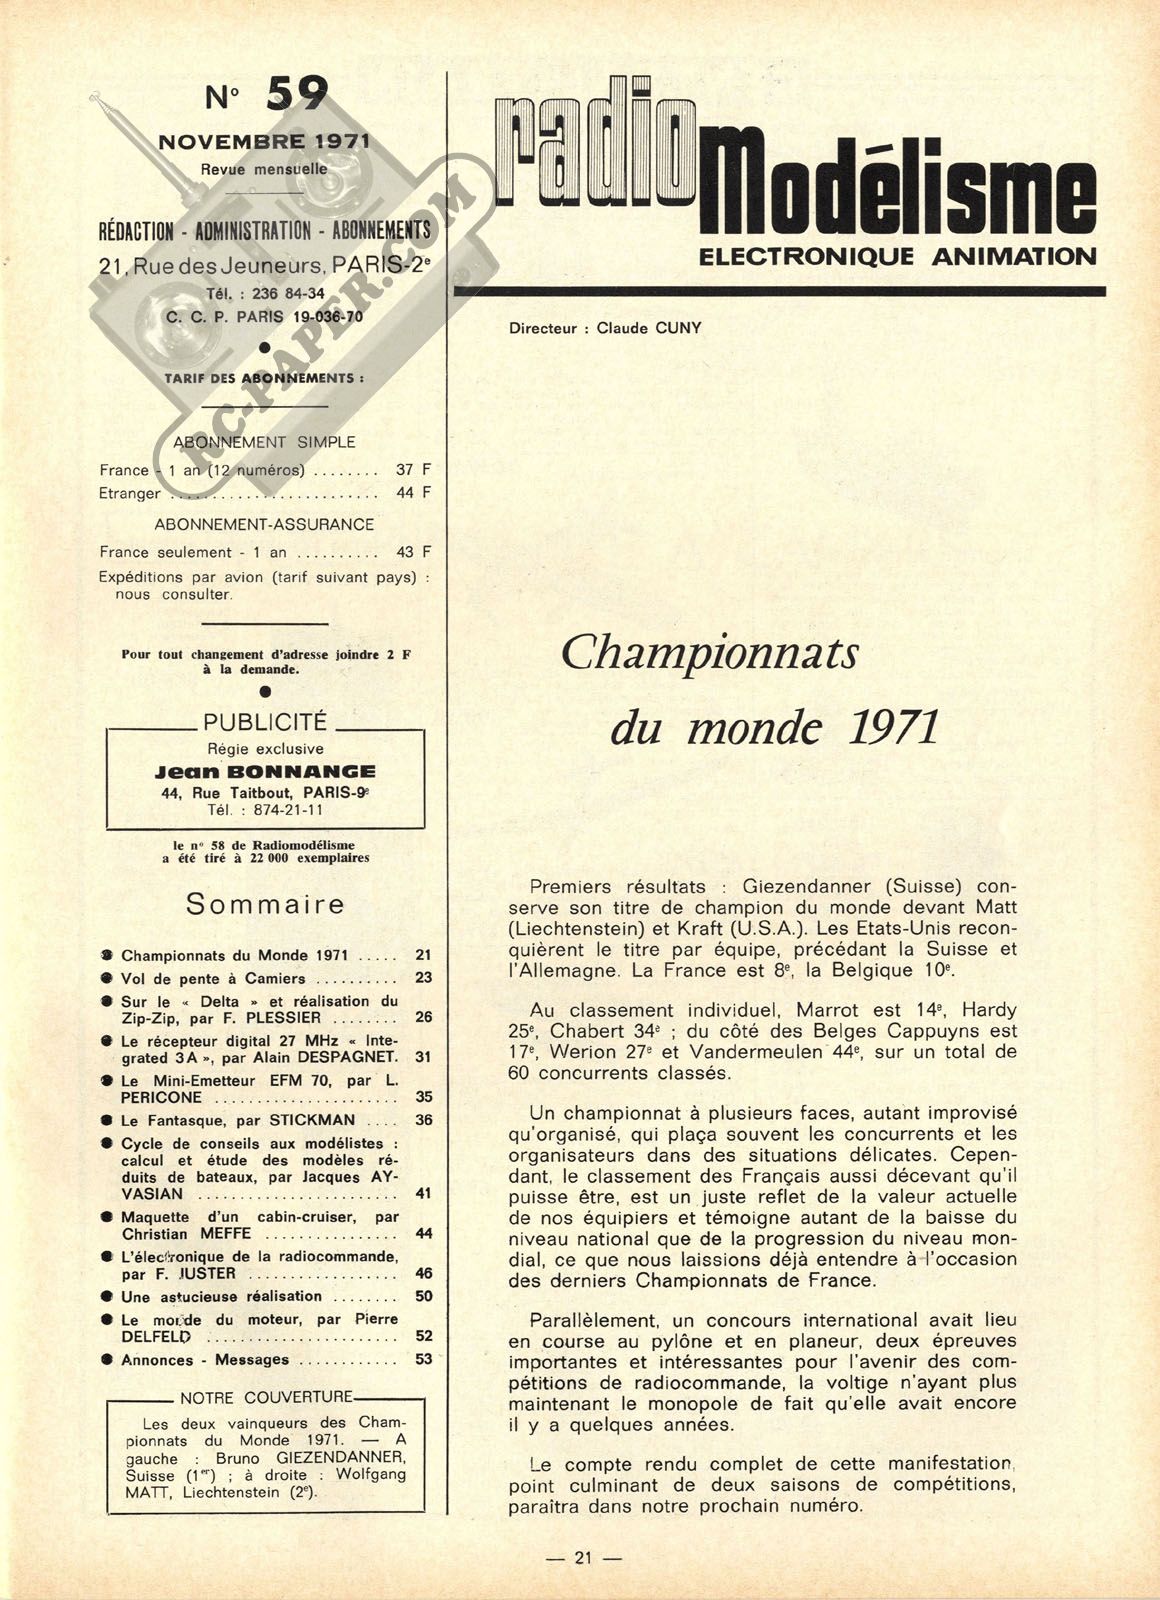 N° 59
NOVEMBRE 1971
Revue mensuelle
RÉDACTION - ADMINISTRATION - ABONNEMENTS
21, Rue des Jeuneurs, PARIS-2e
Tél. : 236 84-34
C. C. P. PARIS 19-036-70
TARIF DES ABONNEMENTS :
ABONNEMENT SIMPLE
France - 1 an (12 numéros) ........ 37 F
Etranger ........................ 44 F
ABONNEMENT-ASSURANCE
France seulement - 1 an .......... 43 F
Expéditions par avion (tarif suivant pays) :
nous consulter.
Pour tout changement d'adresse joindre 2 F
à la demande.
PUBLICITÉ
Régie exclusive
Jean BONNANGE
44, Rue Taitbout, PARIS-9e
Tél. : 874-21-11
le n° 58 de Radiomodélisme
a été tiré à 22 000 exemplaires
Sommaire
● Championnats du Monde 1971 ..... 21
● Vol de pente à Camiers .......... 23
● Sur le « Delta » et réalisation du
Zip-Zip, par F. PLESSIER ........ 26
● Le récepteur digital 27 MHz « Inte-
grated 3 A », par Alain DESPAGNET. 31
● Le Mini-Emetteur EFM 70, par L.
PERICONE ...................... 35
● Le Fantasque, par STICKMAN .... 36
● Cycle de conseils aux modélistes :
calcul et étude des modèles ré-
duits de bateaux, par Jacques AY-
VASIAN ........................ 41
● Maquette d'un cabin-cruiser, par
Christian MEFFE ................ 44
● L'électronique de la radiocommande,
par F. JUSTER .................. 46
● Une astucieuse réalisation ........ 50
● Le monde du moteur, par Pierre
DELFELD ....................... 52
● Annonces - Messages ............ 53
NOTRE COUVERTURE
Les deux vainqueurs des Cham-
pionnats du Monde 1971. — A
gauche : Bruno GIEZENDANNER,
Suisse (1er) ; à droite : Wolfgang
MATT, Liechtenstein (2e).
RC-PAPER.COM
radio Modélisme
ELECTRONIQUE ANIMATION
Directeur : Claude CUNY
Championnats
du monde 1971
Premiers résultats : Giezendanner (Suisse) con-
serve son titre de champion du monde devant Matt
(Liechtenstein) et Kraft (U.S.A.). Les Etats-Unis recon-
quièrent le titre par équipe, précédant la Suisse et
l'Allemagne. La France est 8e, la Belgique 10e.
Au classement individuel, Marrot est 14e, Hardy
25e, Chabert 34e ; du côté des Belges Cappuyns est
17e, Werion 27e et Vandermeulen 44e, sur un total de
60 concurrents classés.
Un championnat à plusieurs faces, autant improvisé
qu'organisé, qui plaça souvent les concurrents et les
organisateurs dans des situations délicates. Cepen-
dant, le classement des Français aussi décevant qu'il
puisse être, est un juste reflet de la valeur actuelle
de nos équipiers et témoigne autant de la baisse du
niveau national que de la progression du niveau mon-
dial, ce que nous laissions déjà entendre à l'occasion
des derniers Championnats de France.
Parallèlement, un concours international avait lieu
en course au pylône et en planeur, deux épreuves
importantes et intéressantes pour l'avenir des com-
pétitions de radiocommande, la voltige n'ayant plus
maintenant le monopole de fait qu'elle avait encore
il y a quelques années.
Le compte rendu complet de cette manifestation,
point culminant de deux saisons de compétitions,
paraîtra dans notre prochain numéro.
— 21 —